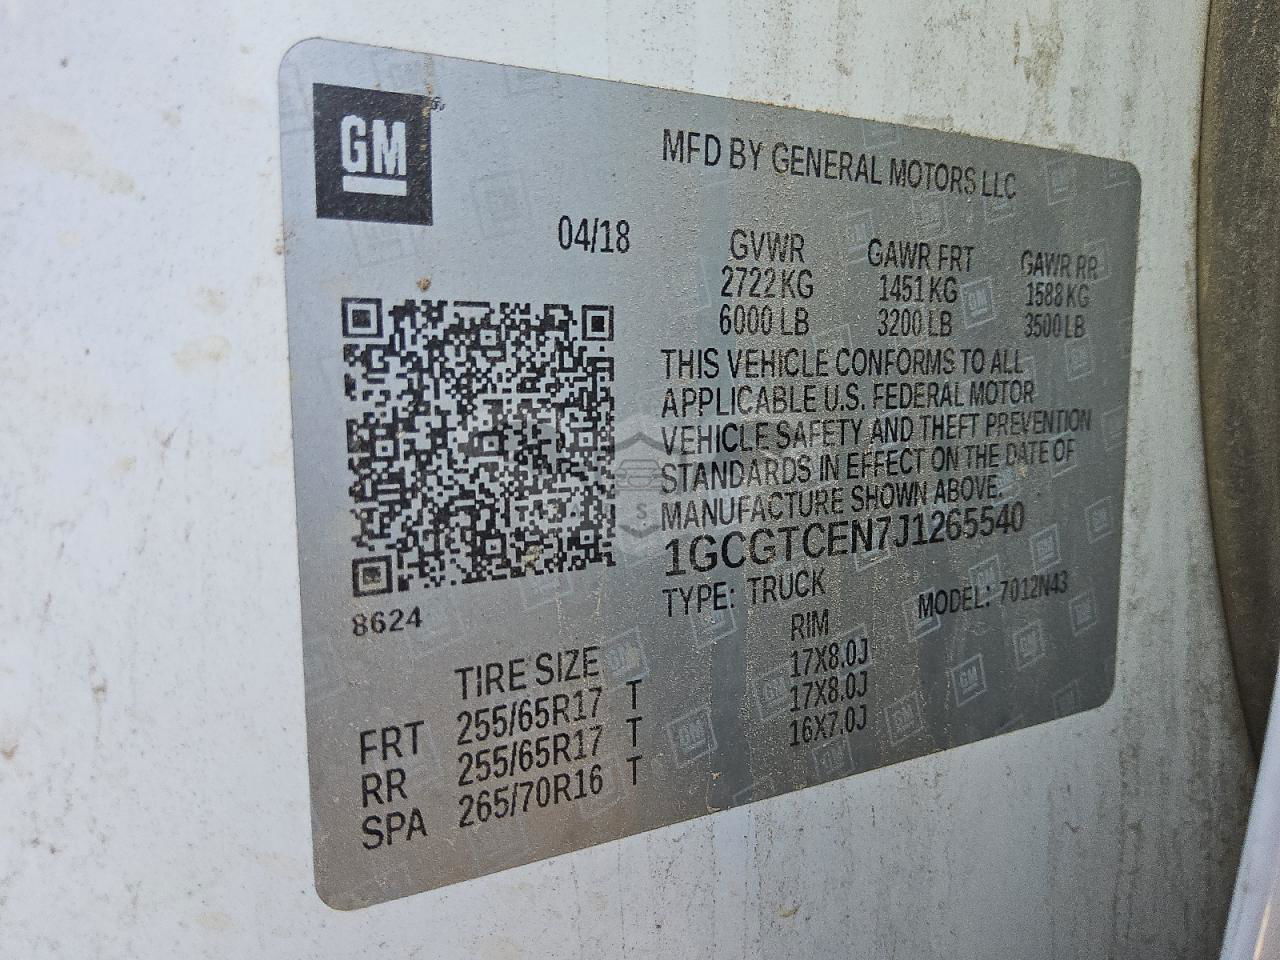 GM
MFD BY GENERAL MOTORS LLC
04/18
GVWR GAWR FRT GAWR RR
2722 KG 1451 KG 1588 KG
6000 LB 3200 LB 3500 LB
THIS VEHICLE CONFORMS TO ALL
APPLICABLE U.S. FEDERAL MOTOR
VEHICLE SAFETY AND THEFT PREVENTION
STANDARDS IN EFFECT ON THE DATE OF
MANUFACTURE SHOWN ABOVE.
1GCGTCEN7J1265540
TYPE: TRUCK MODEL: 7012N43
8624
TIRE SIZE RIM
FRT 255/65R17 T 17X8.0J
RR 255/65R17 T 17X8.0J
SPA 265/70R16 T 16X7.0J